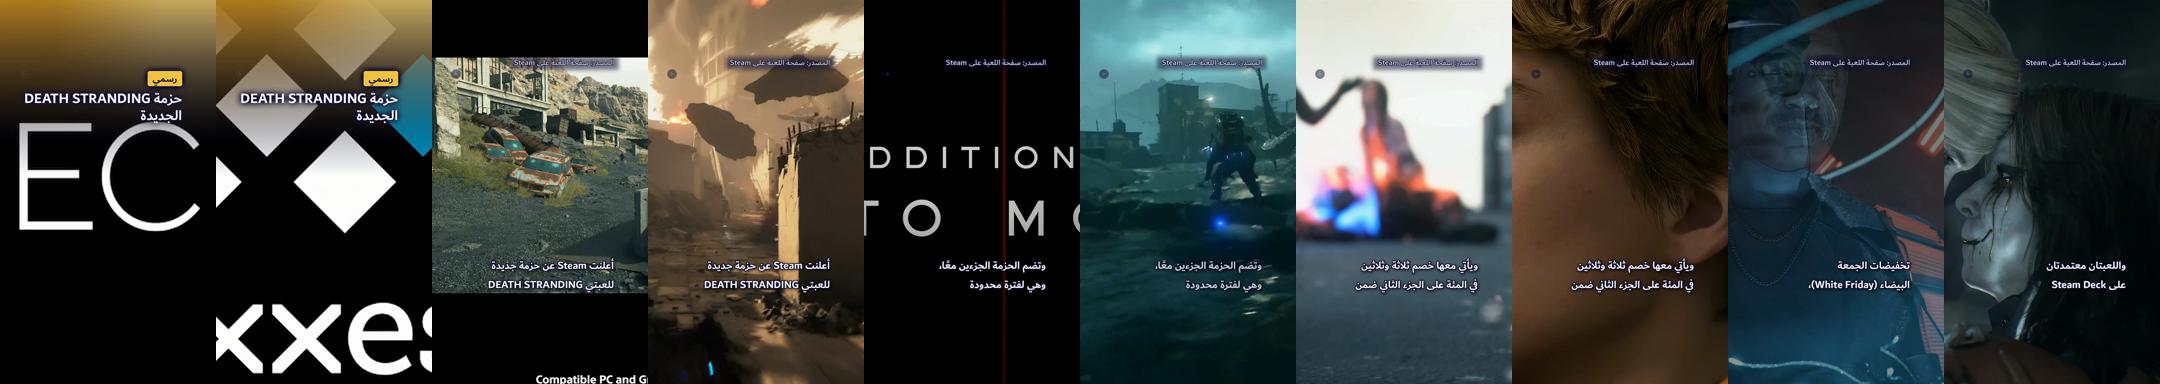 رسمي
حزمة DEATH STRANDING
الجديدة
EC
رسمي
حزمة DEATH STRANDING
الجديدة
xxes
المصدر: صفحة اللعبة على Steam
أعلنت Steam عن حزمة جديدة
للعبتي DEATH STRANDING
Compatible PC and G
المصدر: صفحة اللعبة على Steam
أعلنت Steam عن حزمة جديدة
للعبتي DEATH STRANDING
المصدر: صفحة اللعبة على Steam
DDITION
TO MO
وتضم الحزمة الجزءين معًا،
وهي لفترة محدودة
المصدر: صفحة اللعبة على Steam
وتضم الحزمة الجزءين معًا،
وهي لفترة محدودة
المصدر: صفحة اللعبة على Steam
ويأتي معها خصم ثلاثة وثلاثين
في المئة على الجزء الثاني ضمن
المصدر: صفحة اللعبة على Steam
ويأتي معها خصم ثلاثة وثلاثين
في المئة على الجزء الثاني ضمن
المصدر: صفحة اللعبة على Steam
تخفيضات الجمعة
البيضاء (White Friday)،
المصدر: صفحة اللعبة على Steam
واللعبتان معتمدتان
على Steam Deck